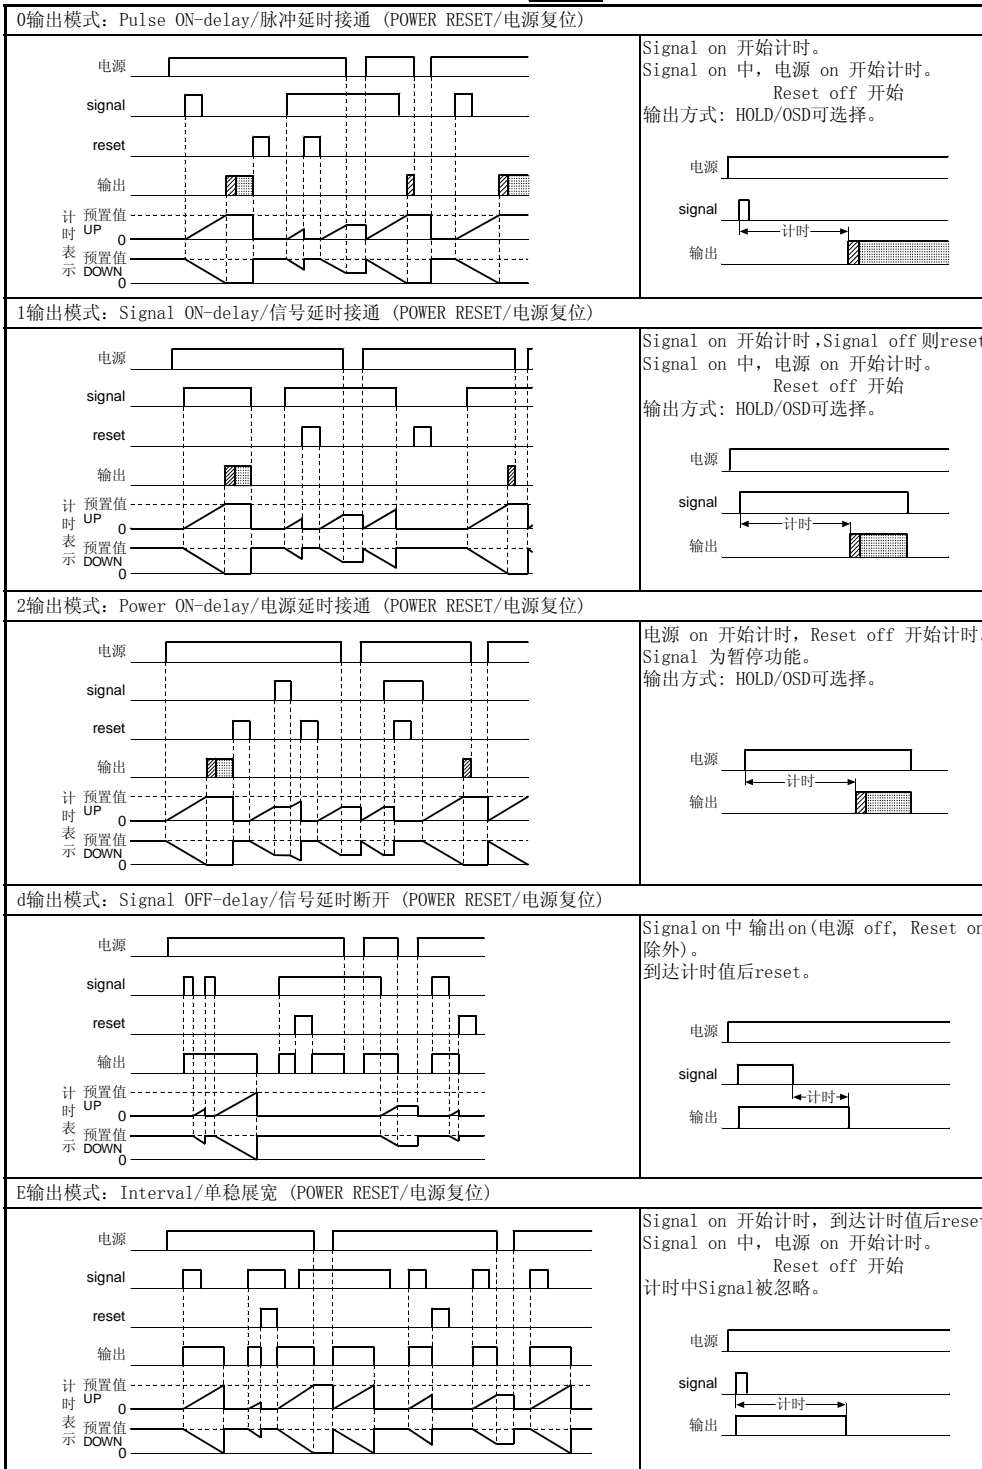 0输出模式: Pulse ON-delay/脉冲延时接通 (POWER RESET/电源复位)
电源
signal
reset
输出
计时表示
预置值
UP
0
预置值
DOWN
0
Signal on 开始计时。
Signal on 中, 电源 on 开始计时。
Reset off 开始
输出方式: HOLD/OSD可选择。
电源
signal
计时
输出
1输出模式: Signal ON-delay/信号延时接通 (POWER RESET/电源复位)
电源
signal
reset
输出
计时表示
预置值
UP
0
预置值
DOWN
0
Signal on 开始计时,Signal off 则reset
Signal on 中, 电源 on 开始计时。
Reset off 开始
输出方式: HOLD/OSD可选择。
电源
signal
计时
输出
2输出模式: Power ON-delay/电源延时接通 (POWER RESET/电源复位)
电源
signal
reset
输出
计时表示
预置值
UP
0
预置值
DOWN
0
电源 on 开始计时, Reset off 开始计时
Signal 为暂停功能。
输出方式: HOLD/OSD可选择。
电源
计时
输出
d输出模式: Signal OFF-delay/信号延时断开 (POWER RESET/电源复位)
电源
signal
reset
输出
计时表示
预置值
UP
0
预置值
DOWN
0
Signal on 中 输出on(电源 off, Reset on
除外)。
到达计时值后reset。
电源
signal
计时
输出
E输出模式: Interval/单稳展宽 (POWER RESET/电源复位)
电源
signal
reset
输出
计时表示
预置值
UP
0
预置值
DOWN
0
Signal on 开始计时, 到达计时值后reset
Signal on 中, 电源 on 开始计时。
Reset off 开始
计时中Signal被忽略。
电源
signal
计时
输出